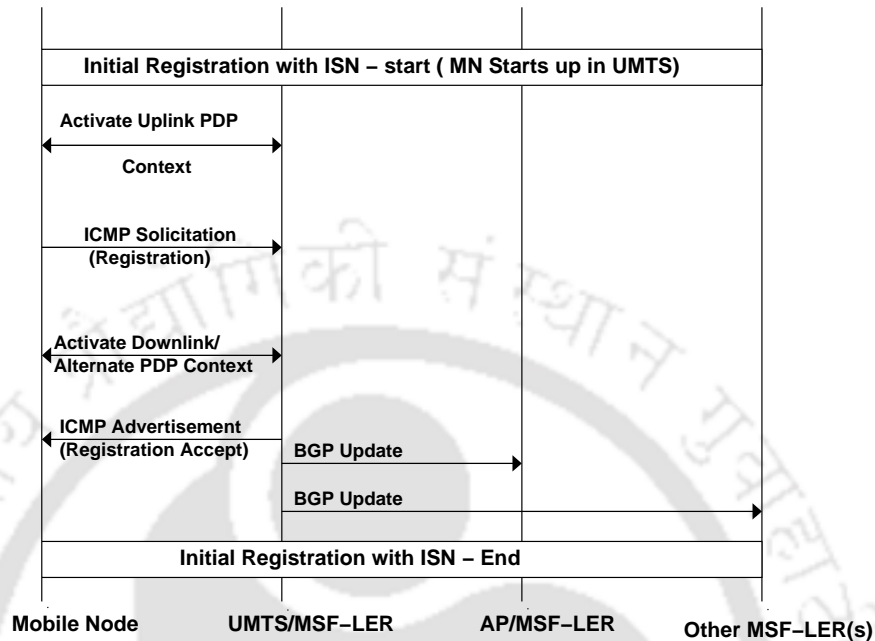 Initial Registration with ISN – start ( MN Starts up in UMTS)
Activate Uplink PDP
Context
ICMP Solicitation
(Registration)
Activate Downlink/
Alternate PDP Context
ICMP Advertisement
(Registration Accept)
BGP Update
BGP Update
Initial Registration with ISN – End
Mobile Node
UMTS/MSF–LER
AP/MSF–LER
Other MSF–LER(s)